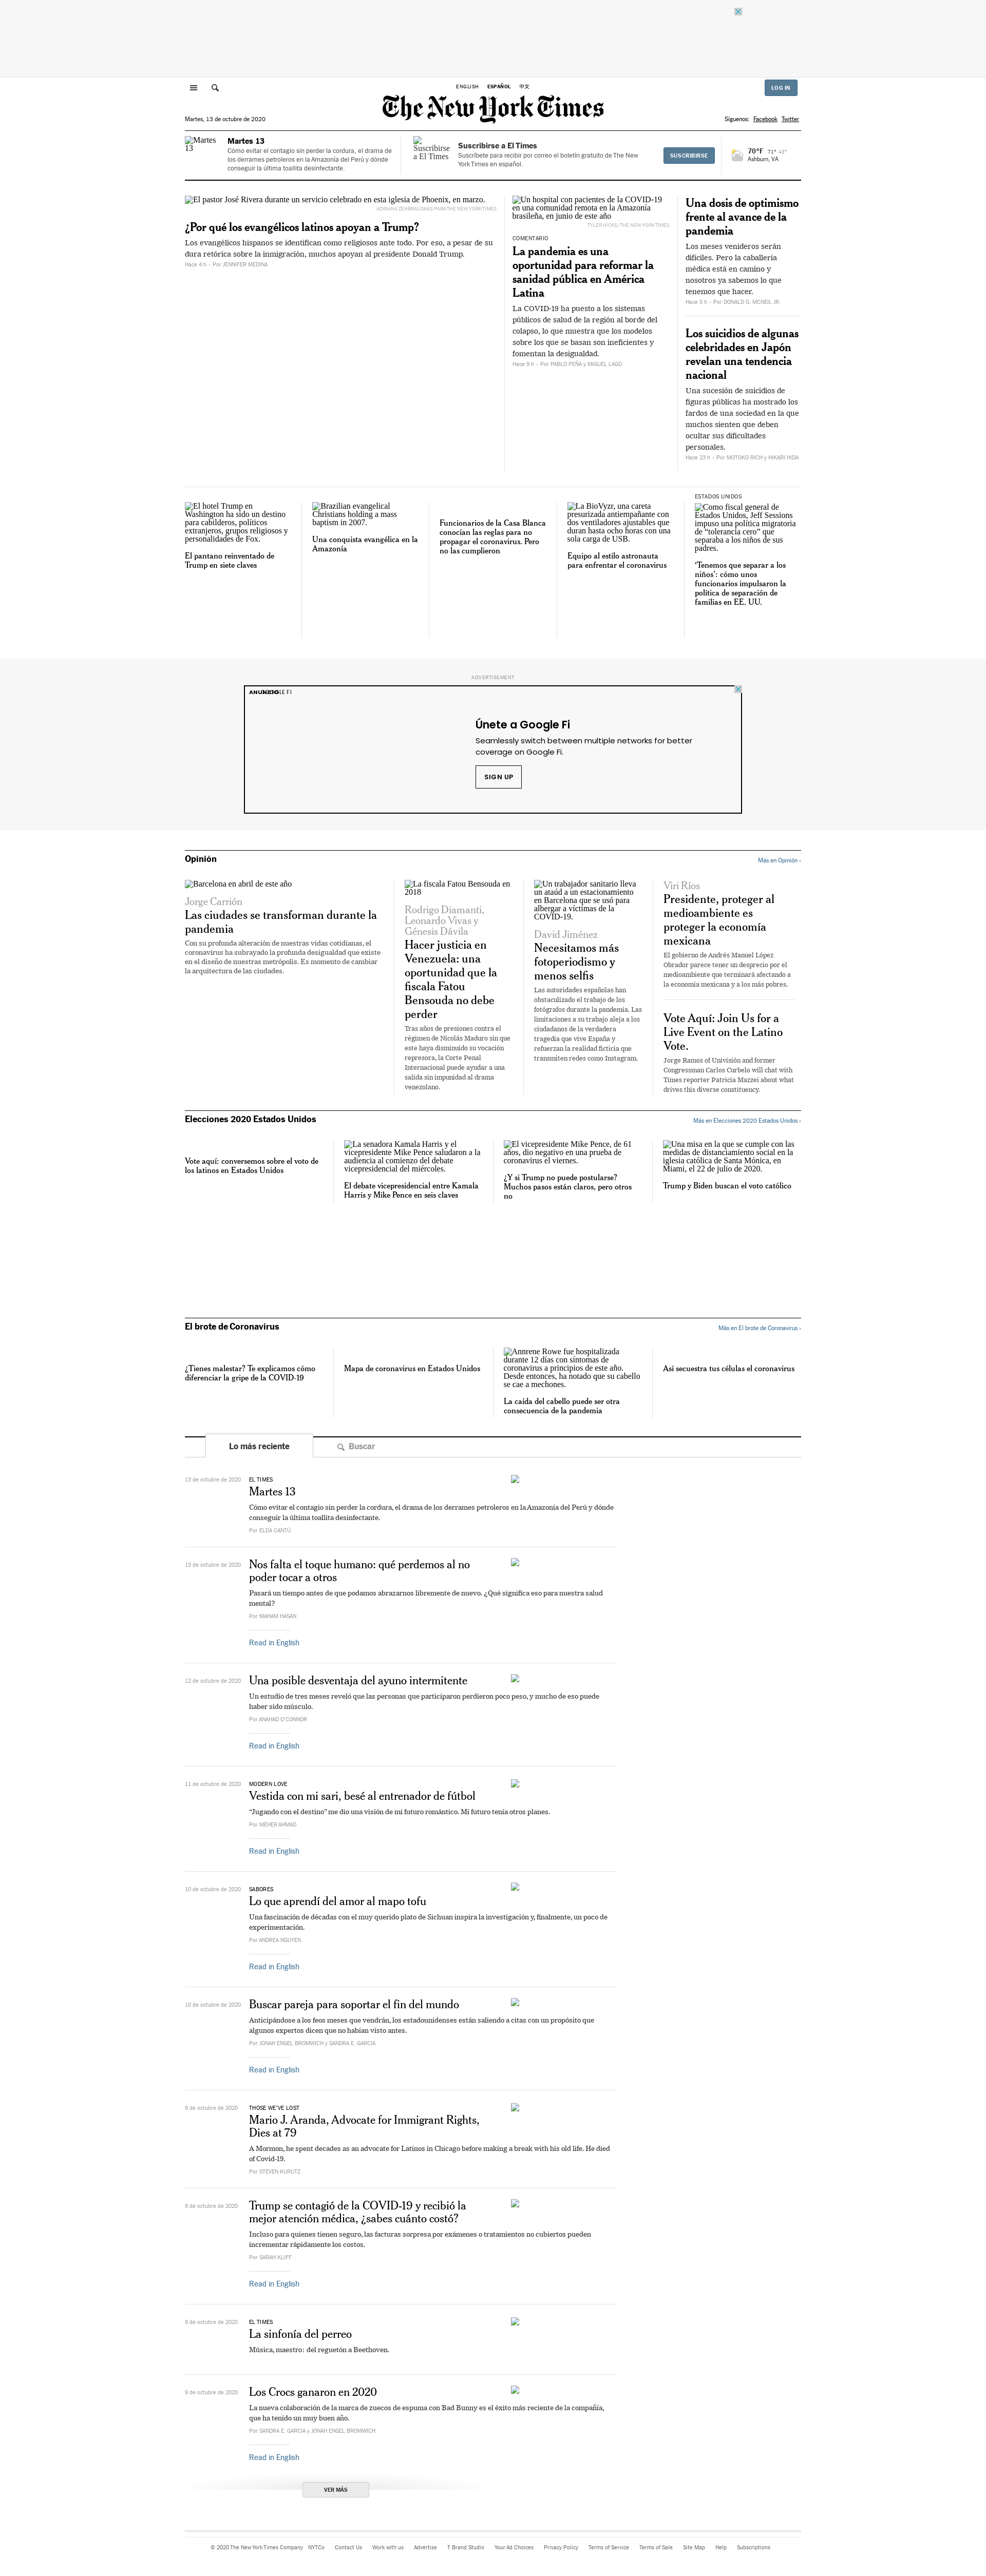 ENGLISH ESPAÑOL 中文
LOG IN
The New York Times
Martes, 13 de octubre de 2020
Síguenos: Facebook Twitter
Martes 13
Martes 13
Cómo evitar el contagio sin perder la cordura, el drama de
los derrames petroleros en la Amazonía del Perú y dónde
conseguir la última toallita desinfectante.
Suscribirse
a El Times
Suscribirse a El Times
Suscríbete para recibir por correo el boletín gratuito de The New
York Times en español.
SUSCRIBIRSE
70°F 71° 48°
Ashburn, VA
El pastor José Rivera durante un servicio celebrado en esta iglesia de Phoenix, en marzo.
ADRIANA ZEHBRAUSKAS PARA THE NEW YORK TIMES
¿Por qué los evangélicos latinos apoyan a Trump?
Los evangélicos hispanos se identifican como religiosos ante todo. Por eso, a pesar de su
dura retórica sobre la inmigración, muchos apoyan al presidente Donald Trump.
Hace 4 h • Por JENNIFER MEDINA
Un hospital con pacientes de la COVID-19
en una comunidad remota en la Amazonía
brasileña, en junio de este año
TYLER HICKS/THE NEW YORK TIMES
COMENTARIO
La pandemia es una
oportunidad para reformar la
sanidad pública en América
Latina
La COVID-19 ha puesto a los sistemas
públicos de salud de la región al borde del
colapso, lo que muestra que los modelos
sobre los que se basan son ineficientes y
fomentan la desigualdad.
Hace 9 h • Por PABLO PEÑA y MIGUEL LAGO
Una dosis de optimismo
frente al avance de la
pandemia
Los meses venideros serán
difíciles. Pero la caballería
médica está en camino y
nosotros ya sabemos lo que
tenemos que hacer.
Hace 5 h • Por DONALD G. MCNEIL JR.
Los suicidios de algunas
celebridades en Japón
revelan una tendencia
nacional
Una sucesión de suicidios de
figuras públicas ha mostrado los
fardos de una sociedad en la que
muchos sienten que deben
ocultar sus dificultades
personales.
Hace 23 h • Por MOTOKO RICH y HIKARI HIDA
El hotel Trump en
Washington ha sido un destino
para cabilderos, políticos
extranjeros, grupos religiosos y
personalidades de Fox.
El pantano reinventado de
Trump en siete claves
Brazilian evangelical
Christians holding a mass
baptism in 2007.
Una conquista evangélica en la
Amazonía
Funcionarios de la Casa Blanca
conocían las reglas para no
propagar el coronavirus. Pero
no las cumplieron
La BioVyzr, una careta
presurizada antiempañante con
dos ventiladores ajustables que
duran hasta ocho horas con una
sola carga de USB.
Equipo al estilo astronauta
para enfrentar el coronavirus
ESTADOS UNIDOS
Como fiscal general de
Estados Unidos, Jeff Sessions
impuso una política migratoria
de “tolerancia cero” que
separaba a los niños de sus
padres.
‘Tenemos que separar a los
niños’: cómo unos
funcionarios impulsaron la
política de separación de
familias en EE. UU.
ADVERTISEMENT
ANUNCIO
Únete a Google Fi
Seamlessly switch between multiple networks for better
coverage on Google Fi.
SIGN UP
Opinión
Más en Opinión ›
Barcelona en abril de este año
Jorge Carrión
Las ciudades se transforman durante la
pandemia
Con su profunda alteración de nuestras vidas cotidianas, el
coronavirus ha subrayado la profunda desigualdad que existe
en el diseño de nuestras metrópolis. Es momento de cambiar
la arquitectura de las ciudades.
La fiscala Fatou Bensouda en
2018
Rodrigo Diamanti,
Leonardo Vivas y
Génesis Dávila
Hacer justicia en
Venezuela: una
oportunidad que la
fiscala Fatou
Bensouda no debe
perder
Tras años de presiones contra el
régimen de Nicolás Maduro sin que
este haya disminuido su vocación
represora, la Corte Penal
Internacional puede ayudar a una
salida sin impunidad al drama
venezolano.
Un trabajador sanitario lleva
un ataúd a un estacionamiento
en Barcelona que se usó para
albergar a víctimas de la
COVID-19.
David Jiménez
Necesitamos más
fotoperiodismo y
menos selfis
Las autoridades españolas han
obstaculizado el trabajo de los
fotógrafos durante la pandemia. Las
limitaciones a su trabajo aleja a los
ciudadanos de la verdadera
tragedia que vive España y
refuerzan la realidad ficticia que
transmiten redes como Instagram.
Viri Ríos
Presidente, proteger al
medioambiente es
proteger la economía
mexicana
El gobierno de Andrés Manuel López
Obrador parece tener un desprecio por el
medioambiente que terminará afectando a
la economía mexicana y a los más pobres.
Vote Aquí: Join Us for a
Live Event on the Latino
Vote.
Jorge Ramos of Univisión and former
Congressman Carlos Curbelo will chat with
Times reporter Patricia Mazzei about what
drives this diverse constituency.
Elecciones 2020 Estados Unidos
Más en Elecciones 2020 Estados Unidos ›
Vote aquí: conversemos sobre el voto de
los latinos en Estados Unidos
La senadora Kamala Harris y el
vicepresidente Mike Pence saludaron a la
audiencia al comienzo del debate
vicepresidencial del miércoles.
El debate vicepresidencial entre Kamala
Harris y Mike Pence en seis claves
El vicepresidente Mike Pence, de 61
años, dio negativo en una prueba de
coronavirus el viernes.
¿Y si Trump no puede postularse?
Muchos pasos están claros, pero otros
no
Una misa en la que se cumple con las
medidas de distanciamiento social en la
iglesia católica de Santa Mónica, en
Miami, el 22 de julio de 2020.
Trump y Biden buscan el voto católico
El brote de Coronavirus
Más en El brote de Coronavirus ›
¿Tienes malestar? Te explicamos cómo
diferenciar la gripe de la COVID-19
Mapa de coronavirus en Estados Unidos
Annrene Rowe fue hospitalizada
durante 12 días con síntomas de
coronavirus a principios de este año.
Desde entonces, ha notado que su cabello
se cae a mechones.
La caída del cabello puede ser otra
consecuencia de la pandemia
Así secuestra tus células el coronavirus
Lo más reciente
Buscar
13 de octubre de 2020
EL TIMES
Martes 13
Cómo evitar el contagio sin perder la cordura, el drama de los derrames petroleros en la Amazonía del Perú y dónde
conseguir la última toallita desinfectante.
Por ELDA CANTÚ
13 de octubre de 2020
Nos falta el toque humano: qué perdemos al no
poder tocar a otros
Pasará un tiempo antes de que podamos abrazarnos libremente de nuevo. ¿Qué significa eso para nuestra salud
mental?
Por MAHAM HASAN
Read in English
12 de octubre de 2020
Una posible desventaja del ayuno intermitente
Un estudio de tres meses reveló que las personas que participaron perdieron poco peso, y mucho de eso puede
haber sido músculo.
Por ANAHAD O'CONNOR
Read in English
11 de octubre de 2020
MODERN LOVE
Vestida con mi sari, besé al entrenador de fútbol
“Jugando con el destino” me dio una visión de mi futuro romántico. Mi futuro tenía otros planes.
Por MEHER AHMAD
Read in English
10 de octubre de 2020
SABORES
Lo que aprendí del amor al mapo tofu
Una fascinación de décadas con el muy querido plato de Sichuan inspira la investigación y, finalmente, un poco de
experimentación.
Por ANDREA NGUYEN
Read in English
10 de octubre de 2020
Buscar pareja para soportar el fin del mundo
Anticipándose a los feos meses que vendrán, los estadounidenses están saliendo a citas con un propósito que
algunos expertos dicen que no habían visto antes.
Por JONAH ENGEL BROMWICH y SANDRA E. GARCIA
Read in English
9 de octubre de 2020
THOSE WE'VE LOST
Mario J. Aranda, Advocate for Immigrant Rights,
Dies at 79
A Mormon, he spent decades as an advocate for Latinos in Chicago before making a break with his old life. He died
of Covid-19.
Por STEVEN KURUTZ
9 de octubre de 2020
Trump se contagió de la COVID-19 y recibió la
mejor atención médica, ¿sabes cuánto costó?
Incluso para quienes tienen seguro, las facturas sorpresa por exámenes o tratamientos no cubiertos pueden
incrementar rápidamente los costos.
Por SARAH KLIFF
Read in English
9 de octubre de 2020
EL TIMES
La sinfonía del perreo
Música, maestro: del reguetón a Beethoven.
9 de octubre de 2020
Los Crocs ganaron en 2020
La nueva colaboración de la marca de zuecos de espuma con Bad Bunny es el éxito más reciente de la compañía,
que ha tenido un muy buen año.
Por SANDRA E. GARCIA y JONAH ENGEL BROMWICH
Read in English
VER MÁS
© 2020 The New York Times Company NYTCo Contact Us Work with us Advertise T Brand Studio Your Ad Choices Privacy Policy Terms of Service Terms of Sale Site Map Help Subscriptions